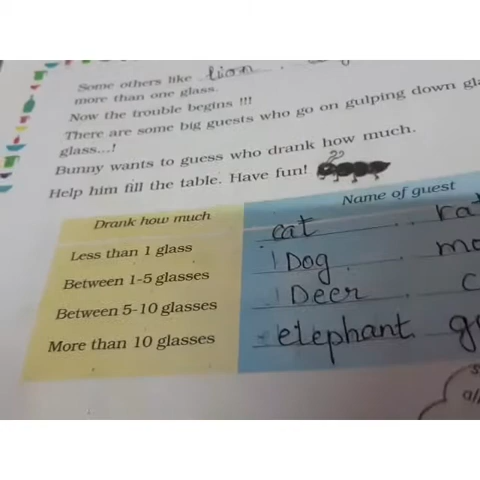 Some others like lion
more than one glass.
Now the trouble begins !!!
There are some big guests who go on gulping down
glass...!
Bunny wants to guess who drank how much.
Help him fill the table. Have fun!
Drank how much Name of guest
Less than 1 glass cat
Between 1-5 glasses Dog
Between 5-10 glasses Deer
More than 10 glasses elephant